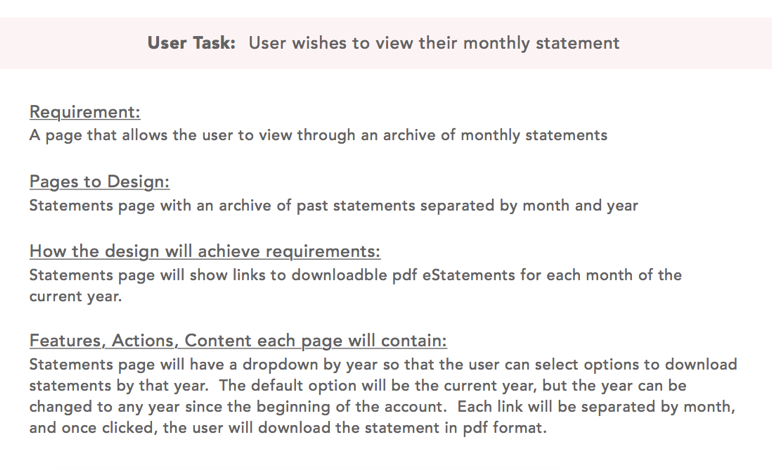 User Task: User wishes to view their monthly statement
Requirement:
A page that allows the user to view through an archive of monthly statements
Pages to Design:
Statements page with an archive of past statements separated by month and year
How the design will achieve requirements:
Statements page will show links to downloadble pdf eStatements for each month of the
current year.
Features, Actions, Content each page will contain:
Statements page will have a dropdown by year so that the user can select options to download
statements by that year.  The default option will be the current year, but the year can be
changed to any year since the beginning of the account.  Each link will be separated by month,
and once clicked, the user will download the statement in pdf format.